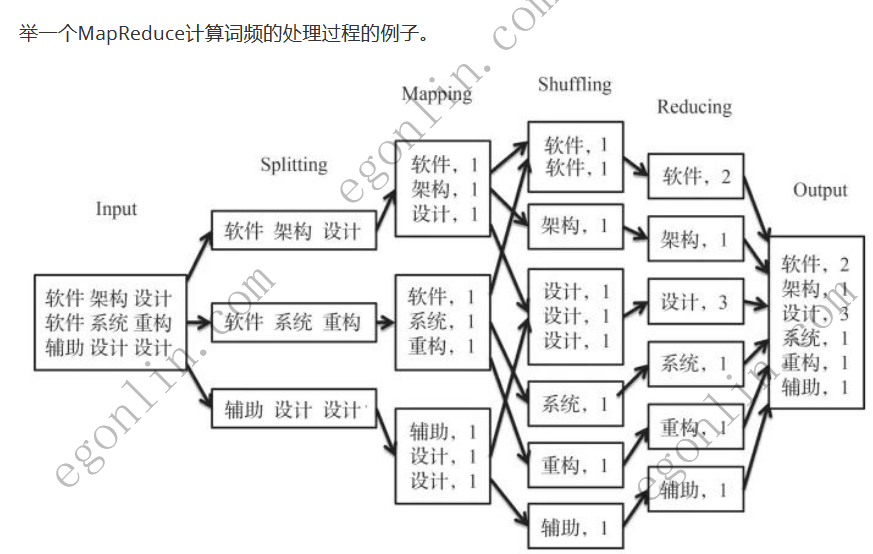 举一个MapReduce计算词频的处理过程的例子。
Input
软件 架构 设计
软件 系统 重构
辅助 设计 设计
Splitting
软件 架构 设计
软件 系统 重构
辅助 设计 设计
Mapping
软件，1
架构，1
设计，1
软件，1
系统，1
重构，1
辅助，1
设计，1
设计，1
Shuffling
软件，1
软件，1
架构，1
设计，1
设计，1
设计，1
系统，1
重构，1
辅助，1
Reducing
软件，2
架构，1
设计，3
系统，1
重构，1
辅助，1
Output
软件，2
架构，1
设计，3
系统，1
重构，1
辅助，1
egonlin.com
egonlin.com
egonlin.com